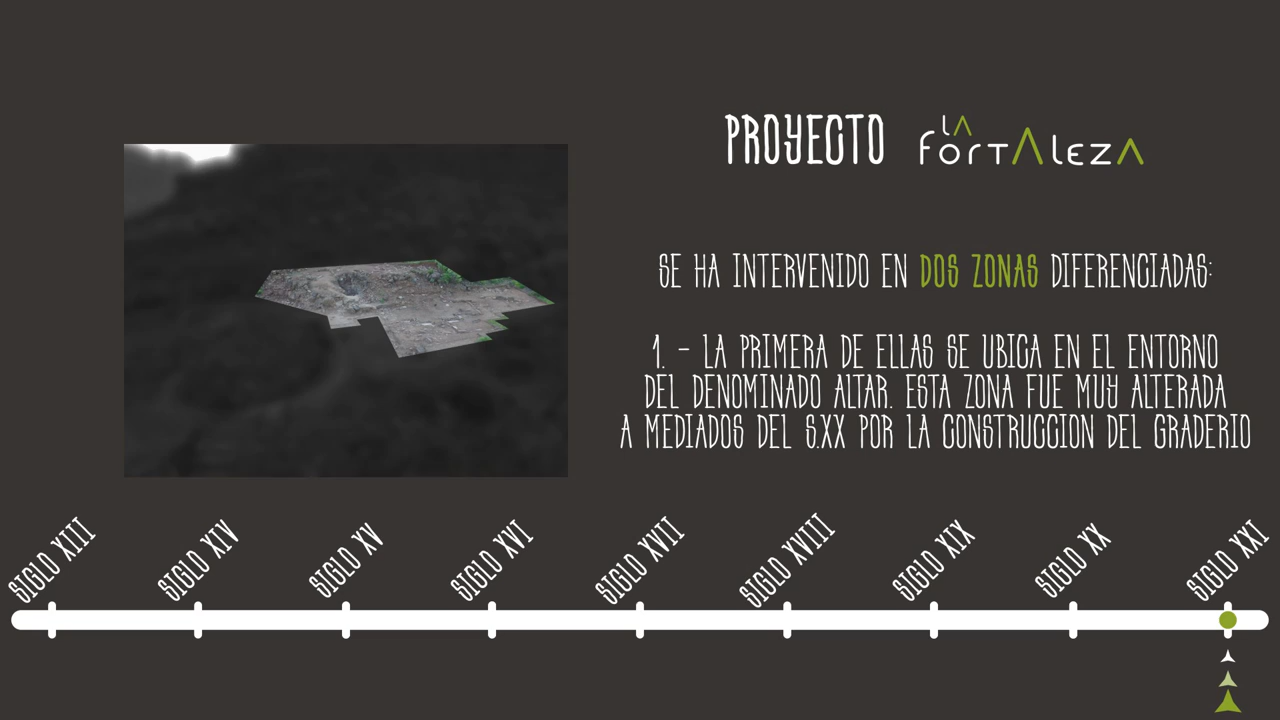 PROYECTO LA FORTALEZA
SE HA INTERVENIDO EN DOS ZONAS DIFERENCIADAS:
1. - LA PRIMERA DE ELLAS SE UBICA EN EL ENTORNO
DEL DENOMINADO ALTAR. ESTA ZONA FUE MUY ALTERADA
A MEDIADOS DEL S.XX POR LA CONSTRUCCION DEL GRADERIO
SIGLO XIII
SIGLO XIV
SIGLO XV
SIGLO XVI
SIGLO XVII
SIGLO XVIII
SIGLO XIX
SIGLO XX
SIGLO XXI